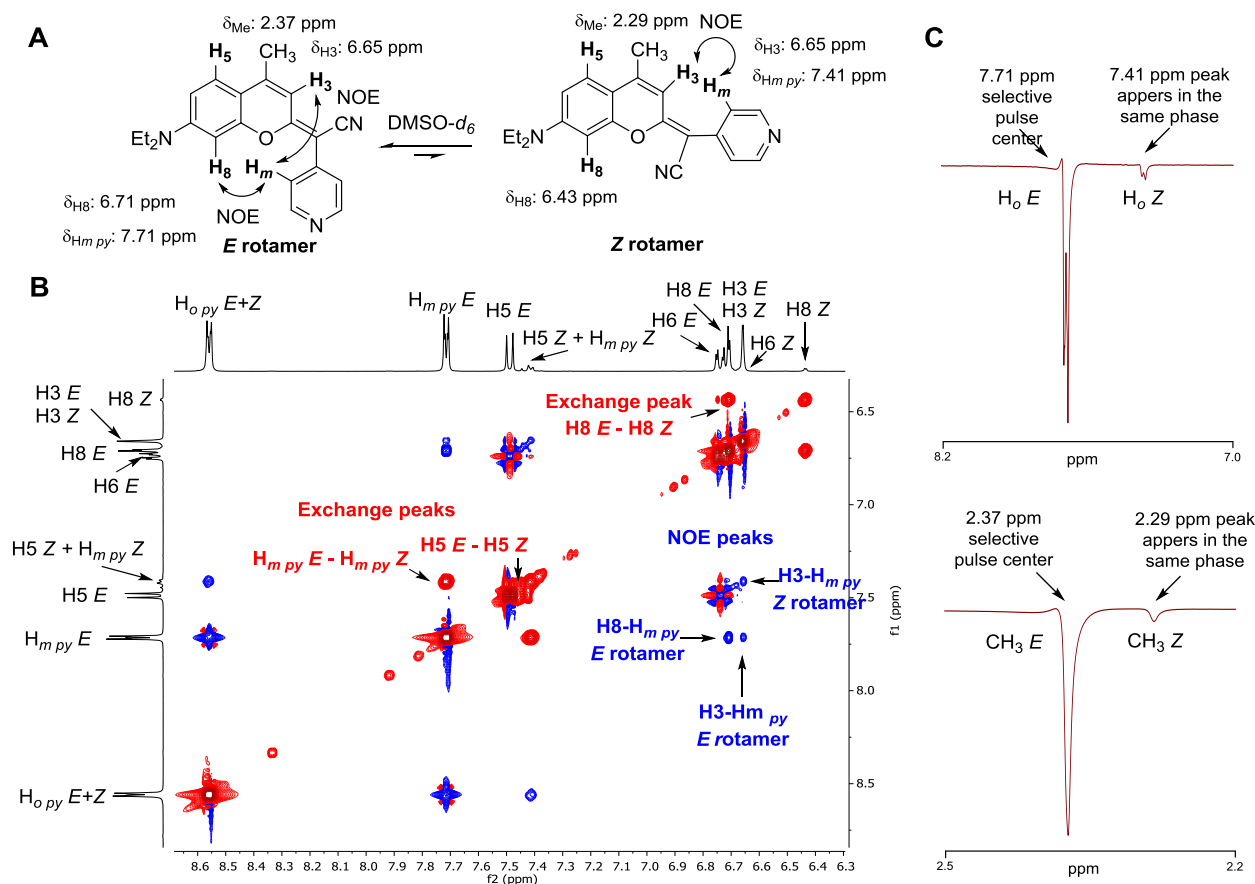 A
δMe: 2.37 ppm
H5
CH3
δH3: 6.65 ppm
H3
NOE
Et2N
O
CN
H8
Hm
N
NOE
δH8: 6.71 ppm
δHm py: 7.71 ppm
E rotamer
DMSO-d6
δMe: 2.29 ppm
NOE
H5
CH3
δH3: 6.65 ppm
H3
Hm
δHm py: 7.41 ppm
Et2N
O
N
NC
H8
δH8: 6.43 ppm
Z rotamer
B
Ho py E+Z
Hm py E
H5 E
H5 Z + Hm py Z
H8 E
H6 E
H3 E
H3 Z
H6 Z
H8 Z
H3 E
H3 Z
H8 Z
H8 E
H6 E
H5 Z + Hm py Z
H5 E
Hm py E
Ho py E+Z
Exchange peak
H8 E - H8 Z
Exchange peaks
Hm py E - Hm py Z
H5 E - H5 Z
NOE peaks
H3-Hm py
Z rotamer
H8-Hm py
E rotamer
H3-Hm py
E rotamer
6.5
7.0
7.5
8.0
8.5
f1 (ppm)
8.6 8.5 8.4 8.3 8.2 8.1 8.0 7.9 7.8 7.7 7.6 7.5 7.4 7.3 7.2 7.1 7.0 6.9 6.8 6.7 6.6 6.5 6.4 6.3
f2 (ppm)
C
7.71 ppm
selective
pulse
center
7.41 ppm peak
appers in the
same phase
Ho E
Ho Z
8.2
7.0
ppm
2.37 ppm
selective
pulse center
2.29 ppm peak
appers in the
same phase
CH3 E
CH3 Z
2.5
2.2
ppm